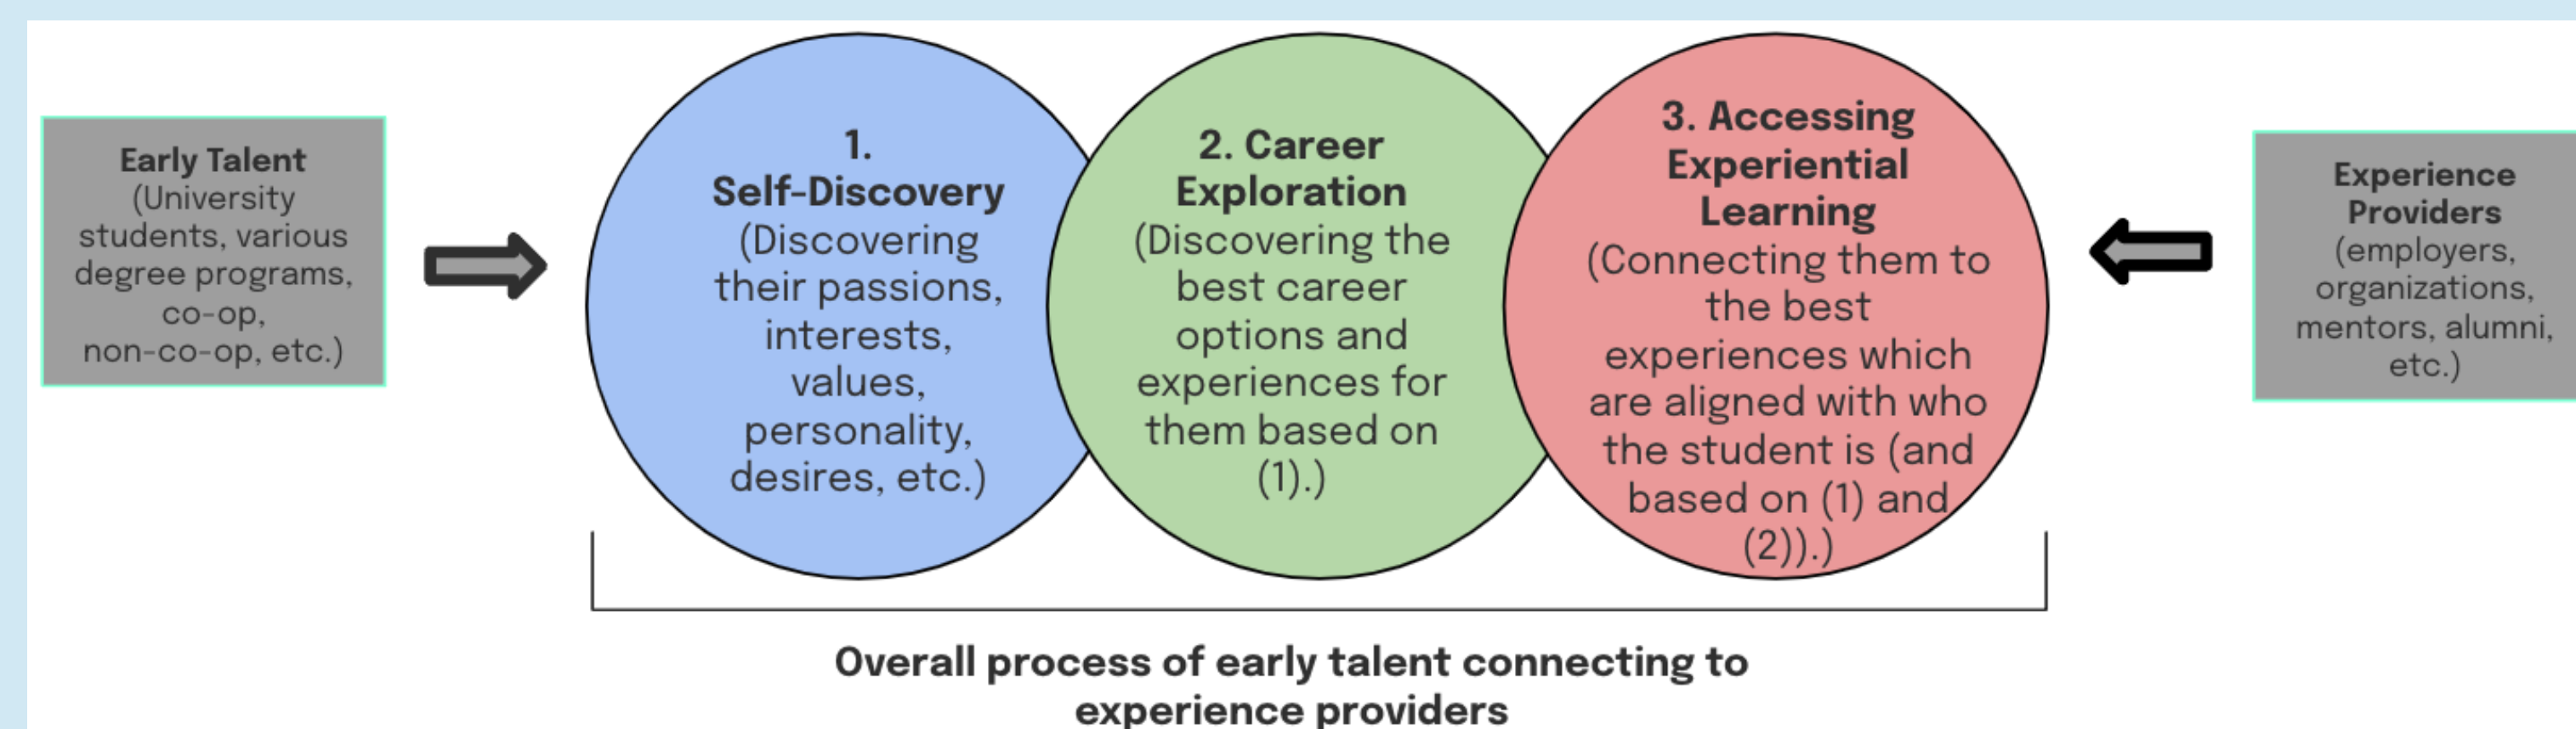 Early Talent
(University
students, various
degree programs,
co-op,
non-co-op, etc.)
1.
Self-Discovery
(Discovering
their passions,
interests,
values,
personality,
desires, etc.)
2. Career
Exploration
(Discovering the
best career
options and
experiences for
them based on
(1).)
3. Accessing
Experiential
Learning
(Connecting them to
the best
experiences which
are aligned with who
the student is (and
based on (1) and
(2)).)
Experience
Providers
(employers,
organizations,
mentors, alumni,
etc.)
Overall process of early talent connecting to
experience providers